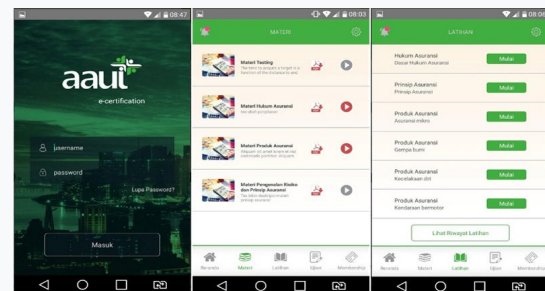 08:47
aaui
e-certification
username
password
Lupa Password?
Masuk
08:03
MATERI
Materi Testing
Materi Hukum Asuransi
Materi Produk Asuransi
Materi Pengenalan Risiko
dan Prinsip Asuransi
Beranda
Materi
Latihan
Ujian
Membership
08:06
LATIHAN
Hukum Asuransi
Dasar Hukum Asuransi
Mulai
Prinsip Asuransi
Prinsip Asuransi
Mulai
Produk Asuransi
Asuransi mikro
Mulai
Produk Asuransi
Gempa bumi
Mulai
Produk Asuransi
Kecelakaan diri
Mulai
Produk Asuransi
Kendaraan bermotor
Mulai
Lihat Riwayat Latihan
Beranda
Materi
Latihan
Ujian
Membership